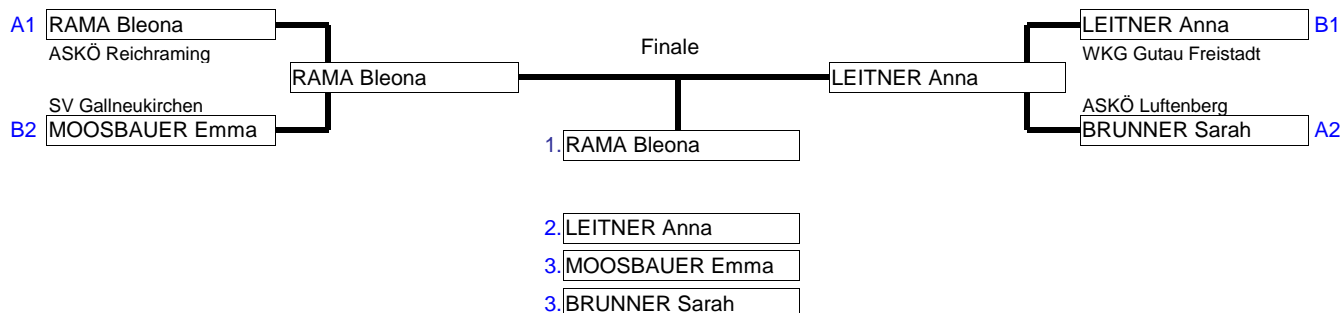 A1 RAMA Bleona
ASKÖ Reichraming
RAMA Bleona
SV Gallneukirchen
B2 MOOSBAUER Emma
Finale
1. RAMA Bleona
2. LEITNER Anna
3. MOOSBAUER Emma
3. BRUNNER Sarah
LEITNER Anna B1
WKG Gutau Freistadt
LEITNER Anna
ASKÖ Luftenberg
BRUNNER Sarah A2